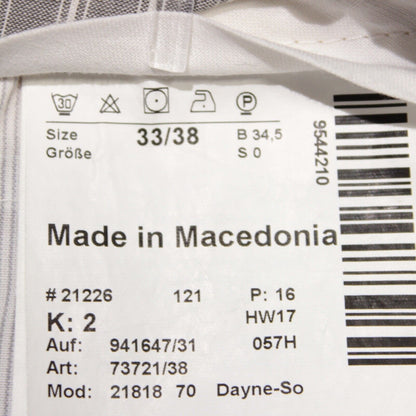 30 P
Size 33/38 B 34,5
Größe S 0
9544210
Made in Macedonia
# 21226 121 P: 16
K: 2 HW17
Auf: 941647/31 057H
Art: 73721/38
Mod: 21818 70 Dayne-So